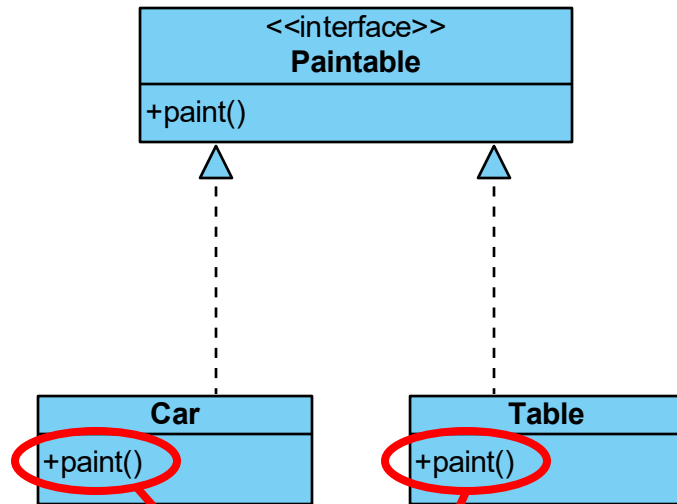 <<interface>>
Paintable
+paint()
Car
Table
+paint()
+paint()